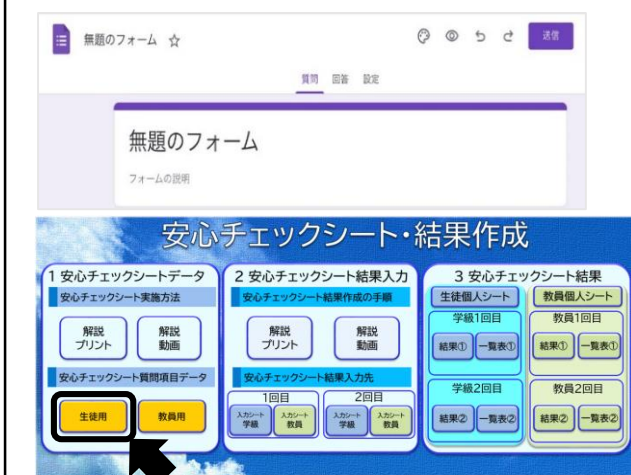 無題のフォーム ☆
送信
質問 回答 設定
無題のフォーム
フォームの説明
安心チェックシート・結果作成
1 安心チェックシートデータ
安心チェックシート実施方法
解説
プリント
解説
動画
安心チェックシート質問項目データ
生徒用
教員用
2 安心チェックシート結果入力
安心チェックシート結果作成の手順
解説
プリント
解説
動画
安心チェックシート結果入力先
1回目
入力シート
学級
入力シート
教員
2回目
入力シート
学級
入力シート
教員
3 安心チェックシート結果
生徒個人シート
学級1回目
結果①
一覧表①
学級2回目
結果②
一覧表②
教員個人シート
教員1回目
結果①
一覧表①
教員2回目
結果②
一覧表②